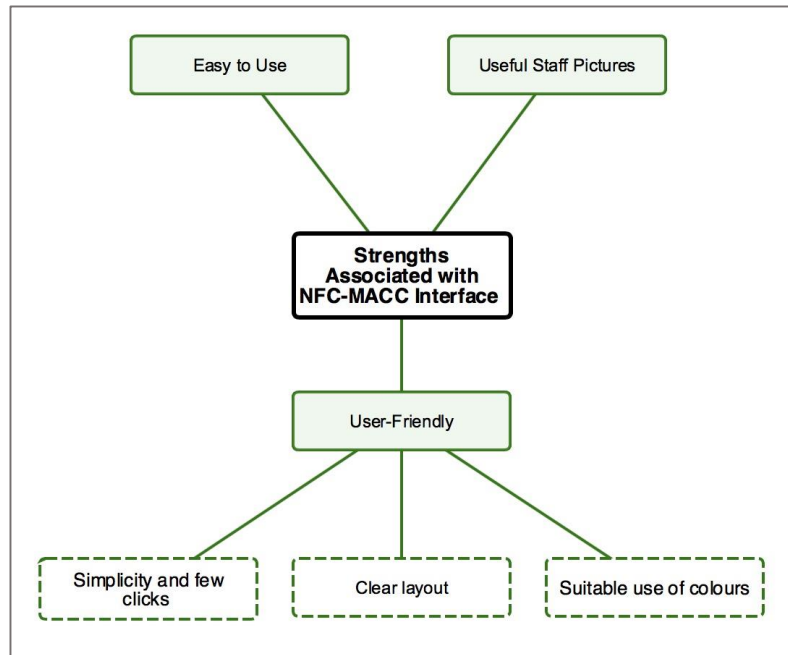 Easy to Use
Useful Staff Pictures
Strengths
Associated with
NFC-MACC Interface
User-Friendly
Simplicity and few
clicks
Clear layout
Suitable use of colours